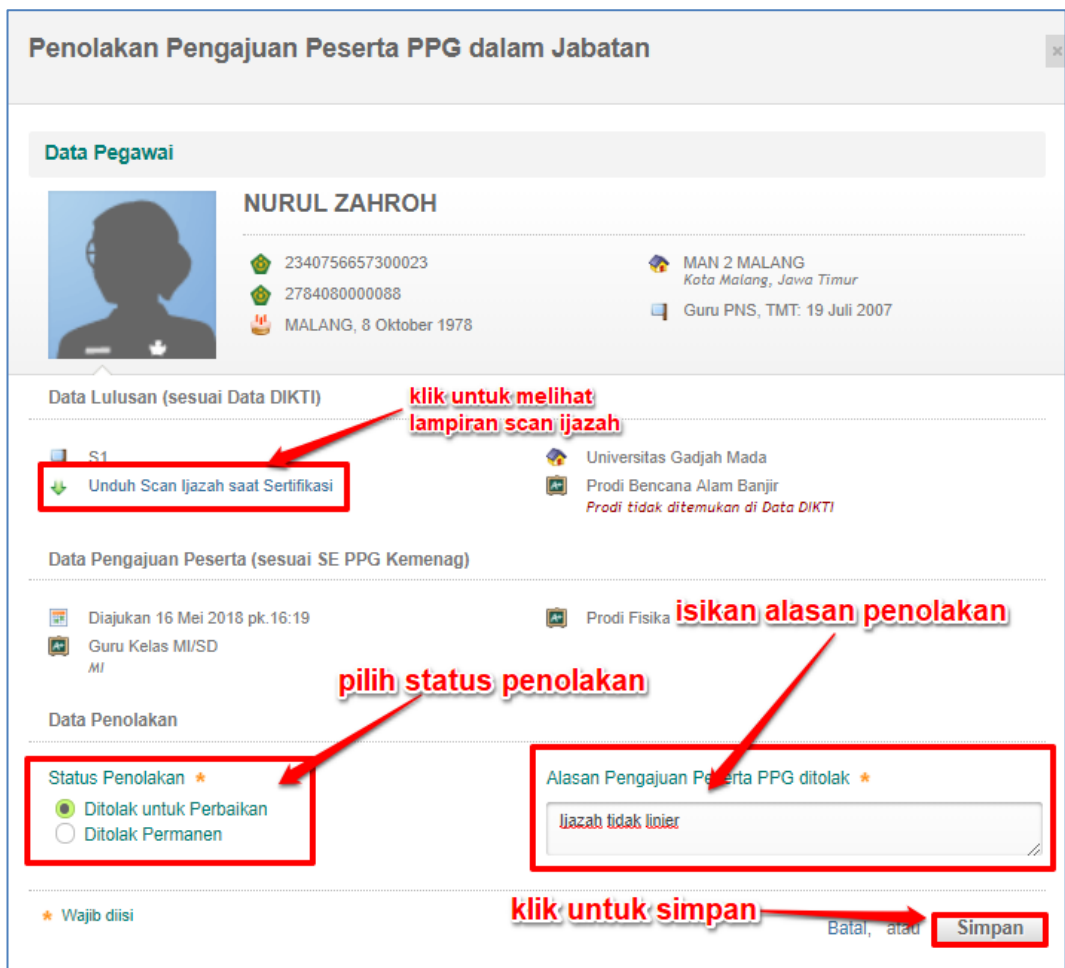 Penolakan Pengajuan Peserta PPG dalam Jabatan
×
Data Pegawai
NURUL ZAHROH
2340756657300023
MAN 2 MALANG
Kota Malang, Jawa Timur
2784080000088
Guru PNS, TMT: 19 Juli 2007
MALANG, 8 Oktober 1978
Data Lulusan (sesuai Data DIKTI)
klik untuk melihat
lampiran scan ijazah
S1
Universitas Gadjah Mada
Unduh Scan Ijazah saat Sertifikasi
Prodi Bencana Alam Banjir
Prodi tidak ditemukan di Data DIKTI
Data Pengajuan Peserta (sesuai SE PPG Kemenag)
Diajukan 16 Mei 2018 pk.16:19
Prodi Fisika
isikan alasan penolakan
Guru Kelas MI/SD
MI
pilih status penolakan
Data Penolakan
Status Penolakan *
Ditolak untuk Perbaikan
Ditolak Permanen
Alasan Pengajuan Peserta PPG ditolak *
Ijazah tidak linier
* Wajib diisi
klik untuk simpan
Batal, atau Simpan